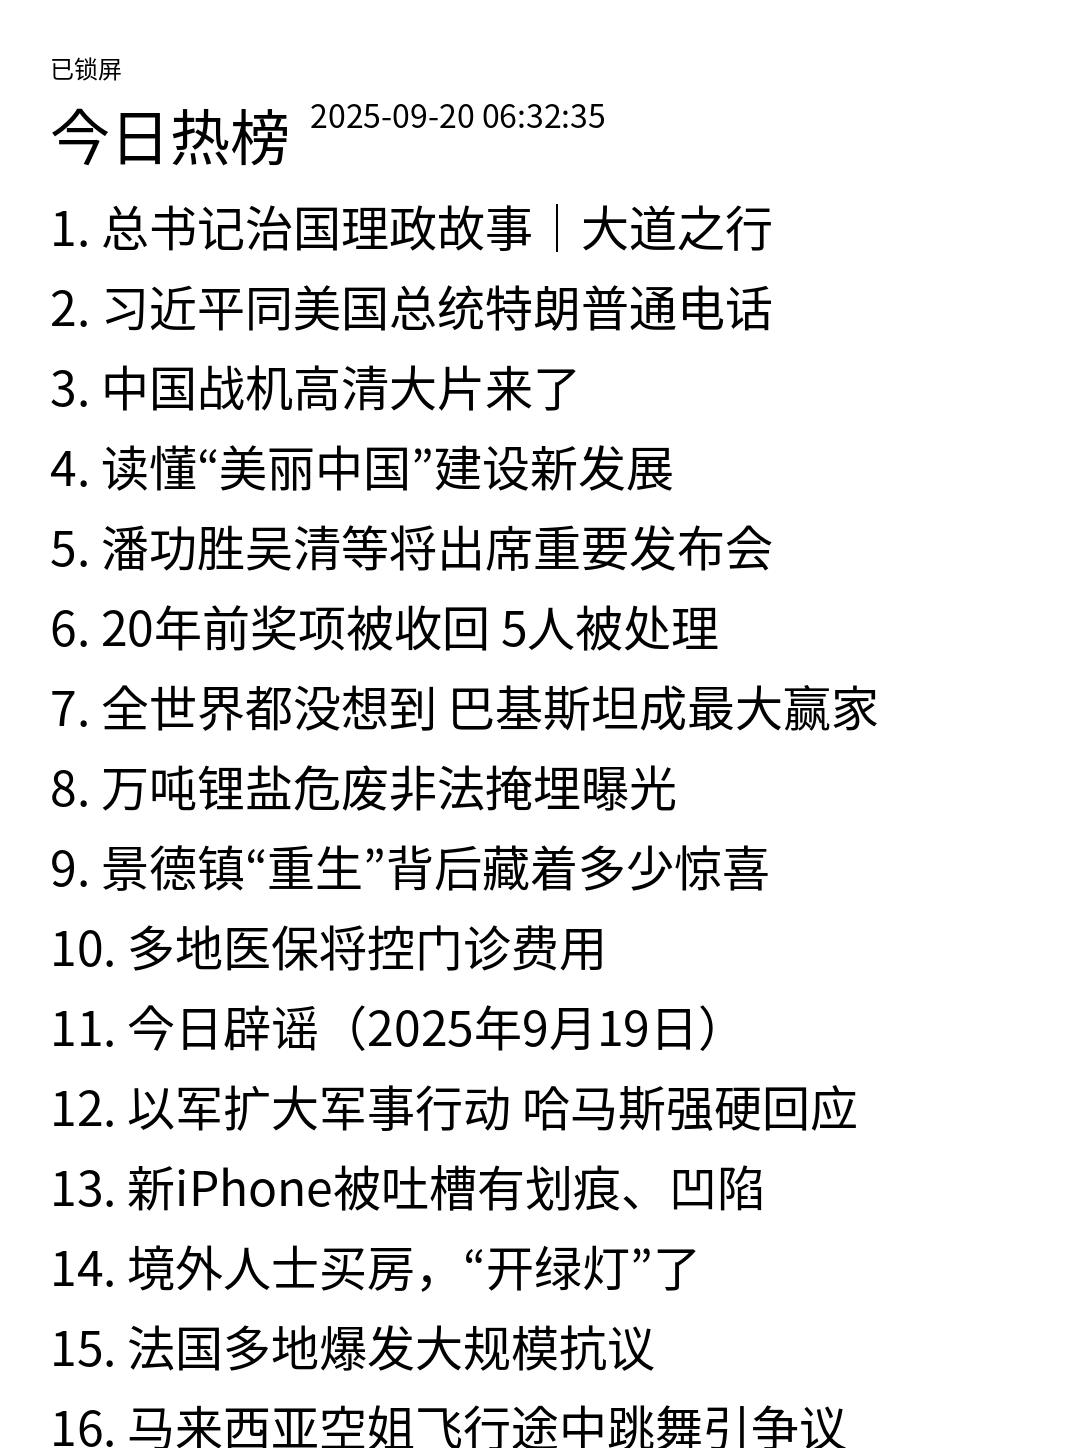 已锁屏
今日热榜 2025-09-20 06:32:35
1. 总书记治国理政故事｜大道之行
2. 习近平同美国总统特朗普通电话
3. 中国战机高清大片来了
4. 读懂“美丽中国”建设新发展
5. 潘功胜吴清等将出席重要发布会
6. 20年前奖项被收回 5人被处理
7. 全世界都没想到 巴基斯坦成最大赢家
8. 万吨锂盐危废非法掩埋曝光
9. 景德镇“重生”背后藏着多少惊喜
10. 多地医保将控门诊费用
11. 今日辟谣（2025年9月19日）
12. 以军扩大军事行动 哈马斯强硬回应
13. 新iPhone被吐槽有划痕、凹陷
14. 境外人士买房，“开绿灯”了
15. 法国多地爆发大规模抗议
16. 马来西亚空姐飞行途中跳舞引争议